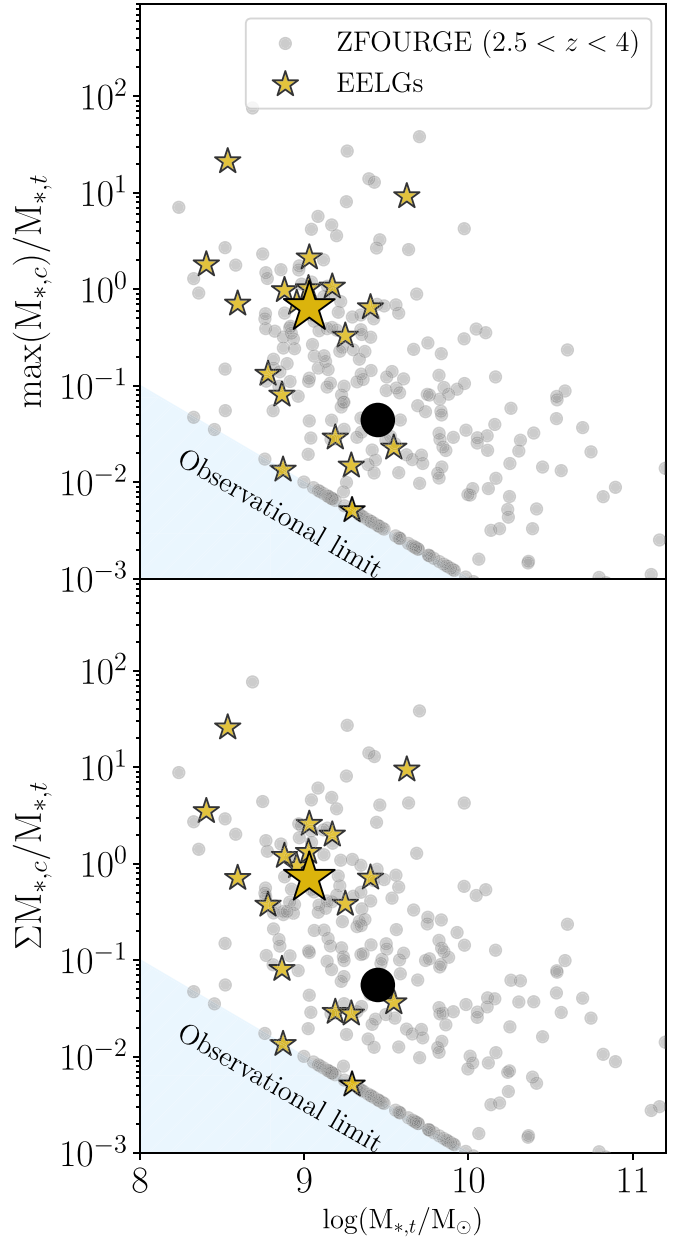 ZFOURGE (2.5 < z < 4)
EELGs
10²
10¹
10⁰
10⁻¹
10⁻²
10⁻³
max(M∗,c)/M∗,t
Observational limit
10²
10¹
10⁰
10⁻¹
10⁻²
10⁻³
ΣM∗,c/M∗,t
Observational limit
8 9 10 11
log(M∗,t/M⊙)